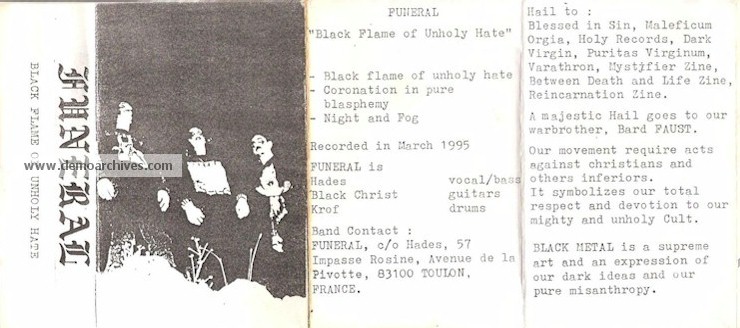 FUNERAL
BLACK FLAME OF UNHOLY HATE
www.demoarchives.com
FUNERAL
"Black Flame of Unholy Hate"
- Black flame of unholy hate
- Coronation in pure
blasphemy
- Night and Fog
Recorded in March 1995
FUNERAL is
Hades vocal/bass
Black Christ guitars
Krof drums
Band Contact :
FUNERAL, c/o Hades, 57
Impasse Rosine, Avenue de la
Pivotte, 83100 TOULON,
FRANCE.
Hail to :
Blessed in Sin, Maleficum
Orgia, Holy Records, Dark
Virgin, Puritas Virginum,
Varathron, Mystifier Zine,
Between Death and Life Zine,
Reincarnation Zine.
A majestic Hail goes to our
warbrother, Bard FAUST.
Our movement require acts
against christians and
others inferiors.
It symbolizes our total
respect and devotion to our
mighty and unholy Cult.
BLACK METAL is a supreme
art and an expression of
our dark ideas and our
pure misanthropy.